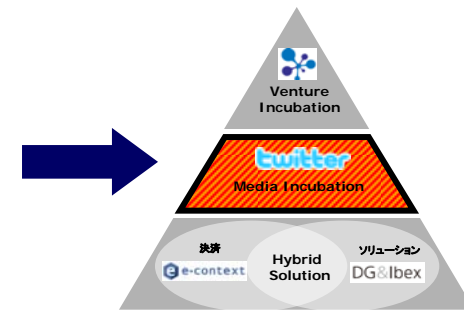 Venture
Incubation
twitter
Media Incubation
決済
e-context
Hybrid
Solution
ソリューション
DG&Ibex